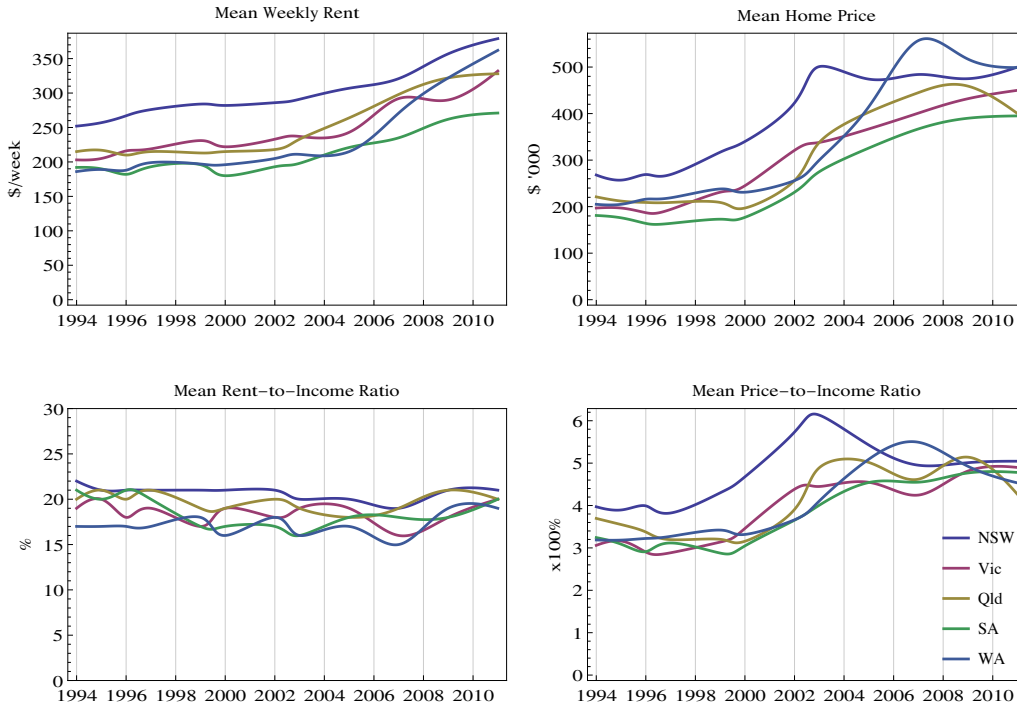 Mean Weekly Rent
$/week
350
300
250
200
150
100
50
0
1994 1996 1998 2000 2002 2004 2006 2008 2010
Mean Home Price
$ '000
500
400
300
200
100
0
1994 1996 1998 2000 2002 2004 2006 2008 2010
Mean Rent-to-Income Ratio
%
30
25
20
15
10
5
0
1994 1996 1998 2000 2002 2004 2006 2008 2010
Mean Price-to-Income Ratio
x100%
6
5
4
3
2
1
0
1994 1996 1998 2000 2002 2004 2006 2008 2010
NSW
Vic
Qld
SA
WA